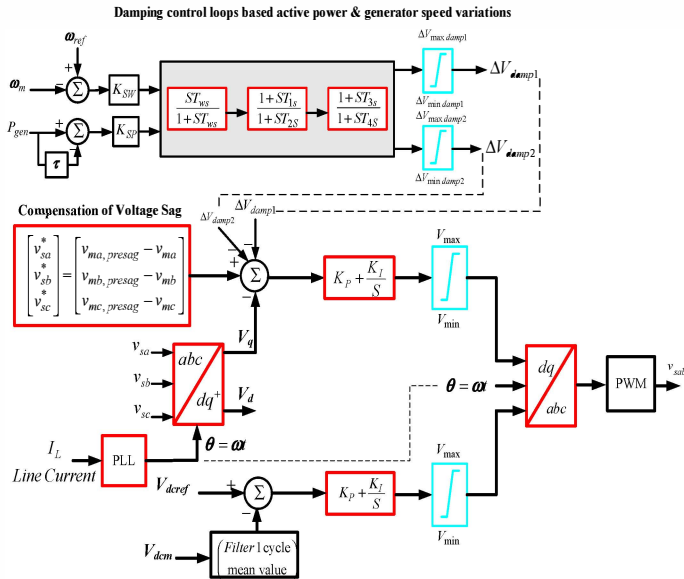 Damping control loops based active power & generator speed variations
ω_ref
+
ω_m
−
Σ
K_SW
P_gen
+
−
Σ
K_SP
τ
ST_ws / 1+ST_ws
1+ST_1s / 1+ST_2S
1+ST_3s / 1+ST_4S
ΔV_max.damp1
ΔV_min.damp1
ΔV_damp1
ΔV_max.damp2
ΔV_min.damp2
ΔV_damp2
Compensation of Voltage Sag
v*_sa = v_ma, presag − v_ma
v*_sb = v_mb, presag − v_mb
v*_sc = v_mc, presag − v_mc
ΔV_damp2
ΔV_damp1
−
−
+
−
Σ
K_P + K_I / S
V_max
V_min
v_sa
v_sb
v_sc
abc
dq+
V_q
V_d
θ = ωt
I_L
Line Current
PLL
θ = ωt
dq
abc
PWM
v_sab
V_dcref
+
−
Σ
K_P + K_I / S
V_max
V_min
V_dcm
(Filter 1 cycle
mean value)